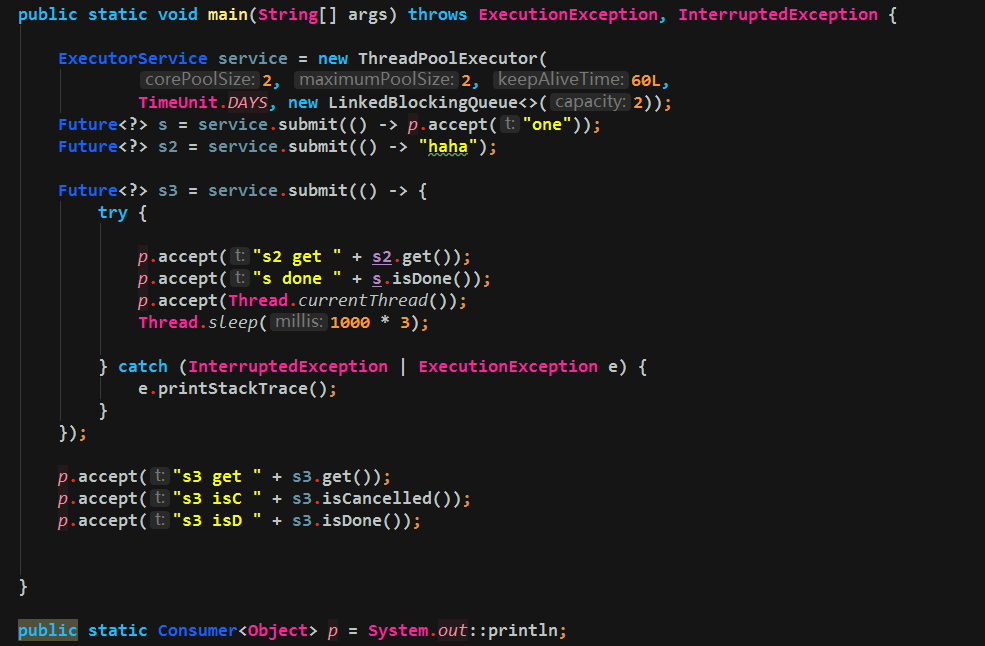 public static void main(String[] args) throws ExecutionException, InterruptedException {
ExecutorService service = new ThreadPoolExecutor(
corePoolSize: 2, maximumPoolSize: 2, keepAliveTime: 60L,
TimeUnit.DAYS, new LinkedBlockingQueue<>( capacity: 2));
Future<?> s = service.submit(() -> p.accept( t: "one"));
Future<?> s2 = service.submit(() -> "haha");
Future<?> s3 = service.submit(() -> {
try {
p.accept( t: "s2 get " + s2.get());
p.accept( t: "s done " + s.isDone());
p.accept(Thread.currentThread());
Thread.sleep( millis: 1000 * 3);
} catch (InterruptedException | ExecutionException e) {
e.printStackTrace();
}
});
p.accept( t: "s3 get " + s3.get());
p.accept( t: "s3 isC " + s3.isCancelled());
p.accept( t: "s3 isD " + s3.isDone());
}
public static Consumer<Object> p = System.out::println;